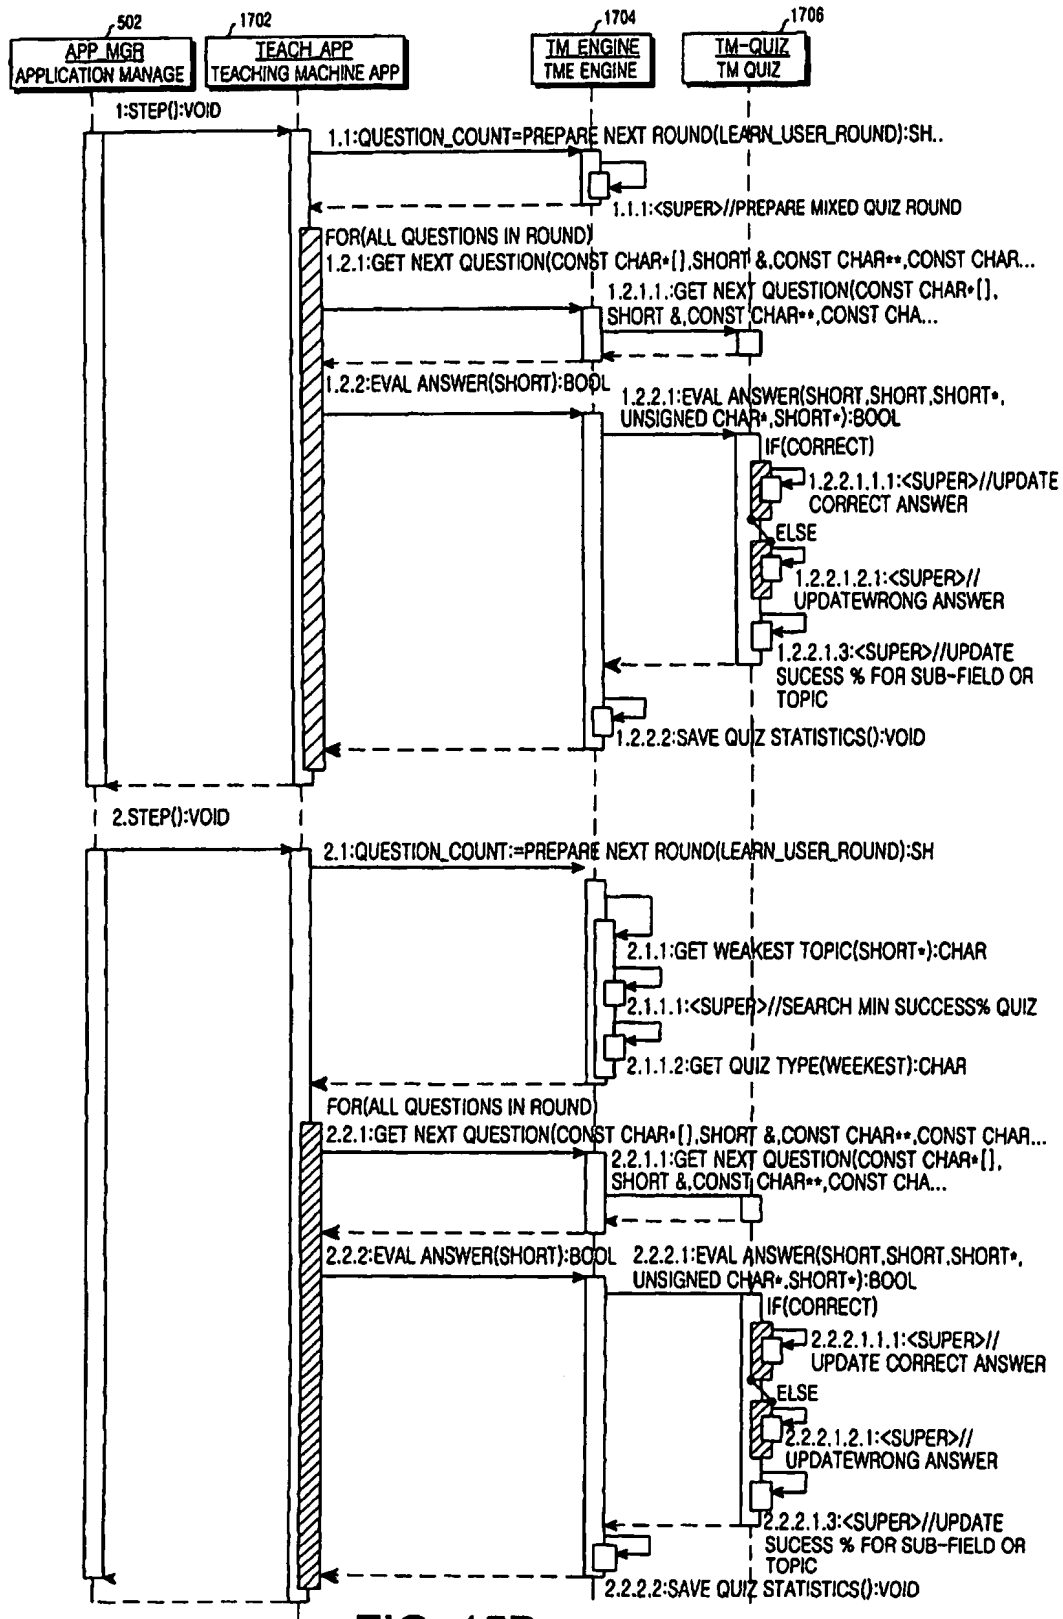 502
1702
1704
1706
APP_MGR
APPLICATION MANAGE
TEACH_APP
TEACHING MACHINE APP
TM_ENGINE
TME ENGINE
TM-QUIZ
TM QUIZ
1:STEP():VOID
1.1:QUESTION_COUNT=PREPARE NEXT ROUND(LEARN_USER_ROUND):SH..
1.1.1:<SUPER>//PREPARE MIXED QUIZ ROUND
FOR(ALL QUESTIONS IN ROUND)
1.2.1:GET NEXT QUESTION(CONST CHAR*[],SHORT &,CONST CHAR**,CONST CHAR...
1.2.1.1.:GET NEXT QUESTION(CONST CHAR*[],
SHORT &,CONST CHAR**,CONST CHA...
1.2.2:EVAL ANSWER(SHORT):BOOL
1.2.2.1:EVAL ANSWER(SHORT,SHORT,SHORT*,
UNSIGNED CHAR*,SHORT*):BOOL
IF(CORRECT)
1.2.2.1.1.1:<SUPER>//UPDATE
CORRECT ANSWER
ELSE
1.2.2.1.2.1:<SUPER>//
UPDATEWRONG ANSWER
1.2.2.1.3:<SUPER>//UPDATE
SUCESS % FOR SUB-FIELD OR
TOPIC
1.2.2.2:SAVE QUIZ STATISTICS():VOID
2.STEP():VOID
2.1:QUESTION_COUNT:=PREPARE NEXT ROUND(LEARN_USER_ROUND):SH
2.1.1:GET WEAKEST TOPIC(SHORT*):CHAR
2.1.1.1:<SUPER>//SEARCH MIN SUCCESS% QUIZ
2.1.1.2:GET QUIZ TYPE(WEEKEST):CHAR
FOR(ALL QUESTIONS IN ROUND
2.2.1:GET NEXT QUESTION(CONST CHAR*[],SHORT &,CONST CHAR**,CONST CHAR...
2.2.1.1:GET NEXT QUESTION(CONST CHAR*[],
SHORT &,CONST CHAR**,CONST CHA...
2.2.2:EVAL ANSWER(SHORT):BOOL
2.2.2.1:EVAL ANSWER(SHORT,SHORT,SHORT*,
UNSIGNED CHAR*,SHORT*):BOOL
IF(CORRECT)
2.2.2.1.1.1:<SUPER>//
UPDATE CORRECT ANSWER
ELSE
2.2.2.1.2.1:<SUPER>//
UPDATEWRONG ANSWER
2.2.2.1.3:<SUPER>//UPDATE
SUCESS % FOR SUB-FIELD OR
TOPIC
2.2.2.2:SAVE QUIZ STATISTICS():VOID